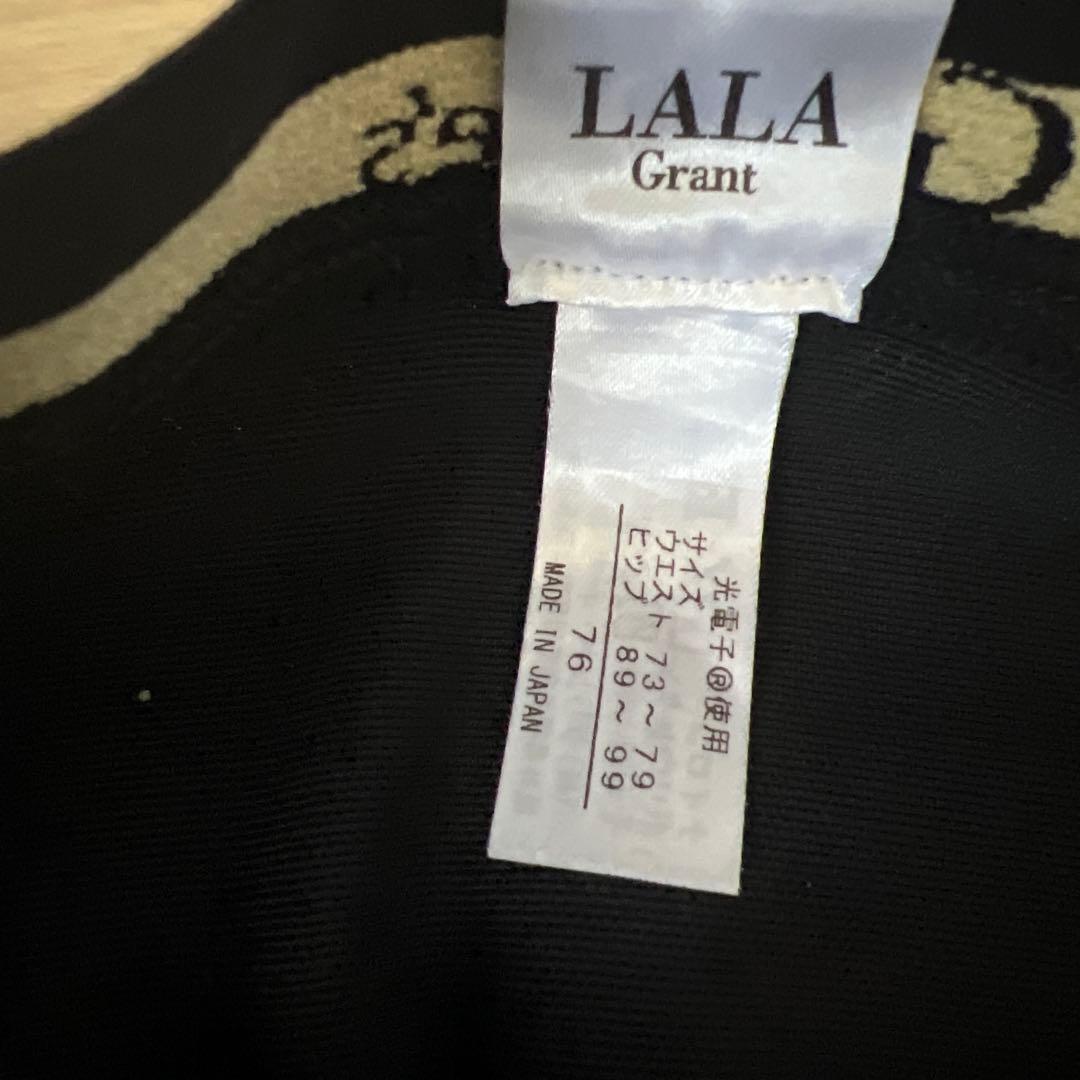 LALA
Grant
光電子®使用
サイズ
ウエスト 73～79
ヒップ 89～99
76
MADE IN JAPAN